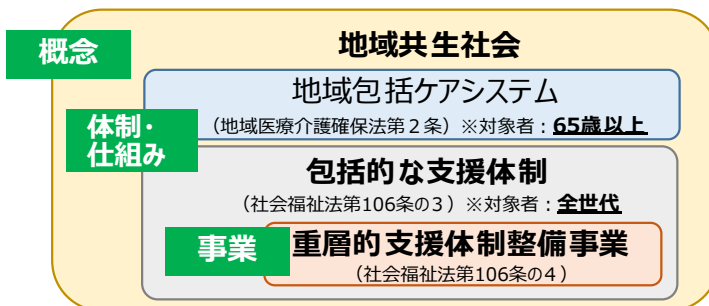 概念
地域共生社会
地域包括ケアシステム
（地域医療介護確保法第２条）※対象者：65歳以上
体制・
仕組み
包括的な支援体制
（社会福祉法第106条の３）※対象者：全世代
事業
重層的支援体制整備事業
（社会福祉法第106条の４）